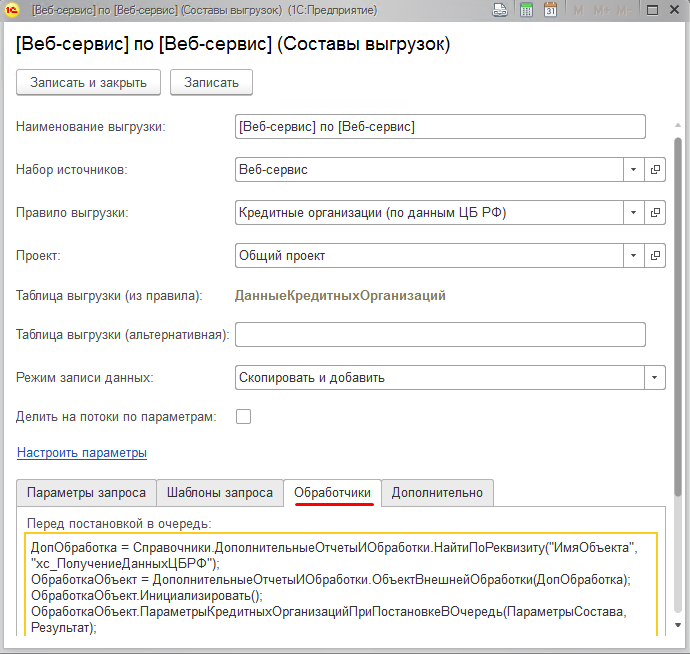 [Веб-сервис] по [Веб-сервис] (Составы выгрузок) (1С:Предприятие)
M M+ M-
[Веб-сервис] по [Веб-сервис] (Составы выгрузок)
Записать и закрыть Записать
Наименование выгрузки: [Веб-сервис] по [Веб-сервис]
Набор источников: Веб-сервис
Правило выгрузки: Кредитные организации (по данным ЦБ РФ)
Проект: Общий проект
Таблица выгрузки (из правила): ДанныеКредитныхОрганизаций
Таблица выгрузки (альтернативная):
Режим записи данных: Скопировать и добавить
Делить на потоки по параметрам:
Настроить параметры
Параметры запроса Шаблоны запроса Обработчики Дополнительно
Перед постановкой в очередь:
ДопОбработка = Справочники.ДополнительныеОтчетыИОбработки.НайтиПоРеквизиту("ИмяОбъекта",
"хс_ПолучениеДанныхЦБРФ");
ОбработкаОбъект = ДополнительныеОтчетыИОбработки.ОбъектВнешнейОбработки(ДопОбработка);
ОбработкаОбъект.Инициализировать();
ОбработкаОбъект.ПараметрыКредитныхОрганизацийПриПостановкеВОчередь(ПараметрыСостава,
Результат);